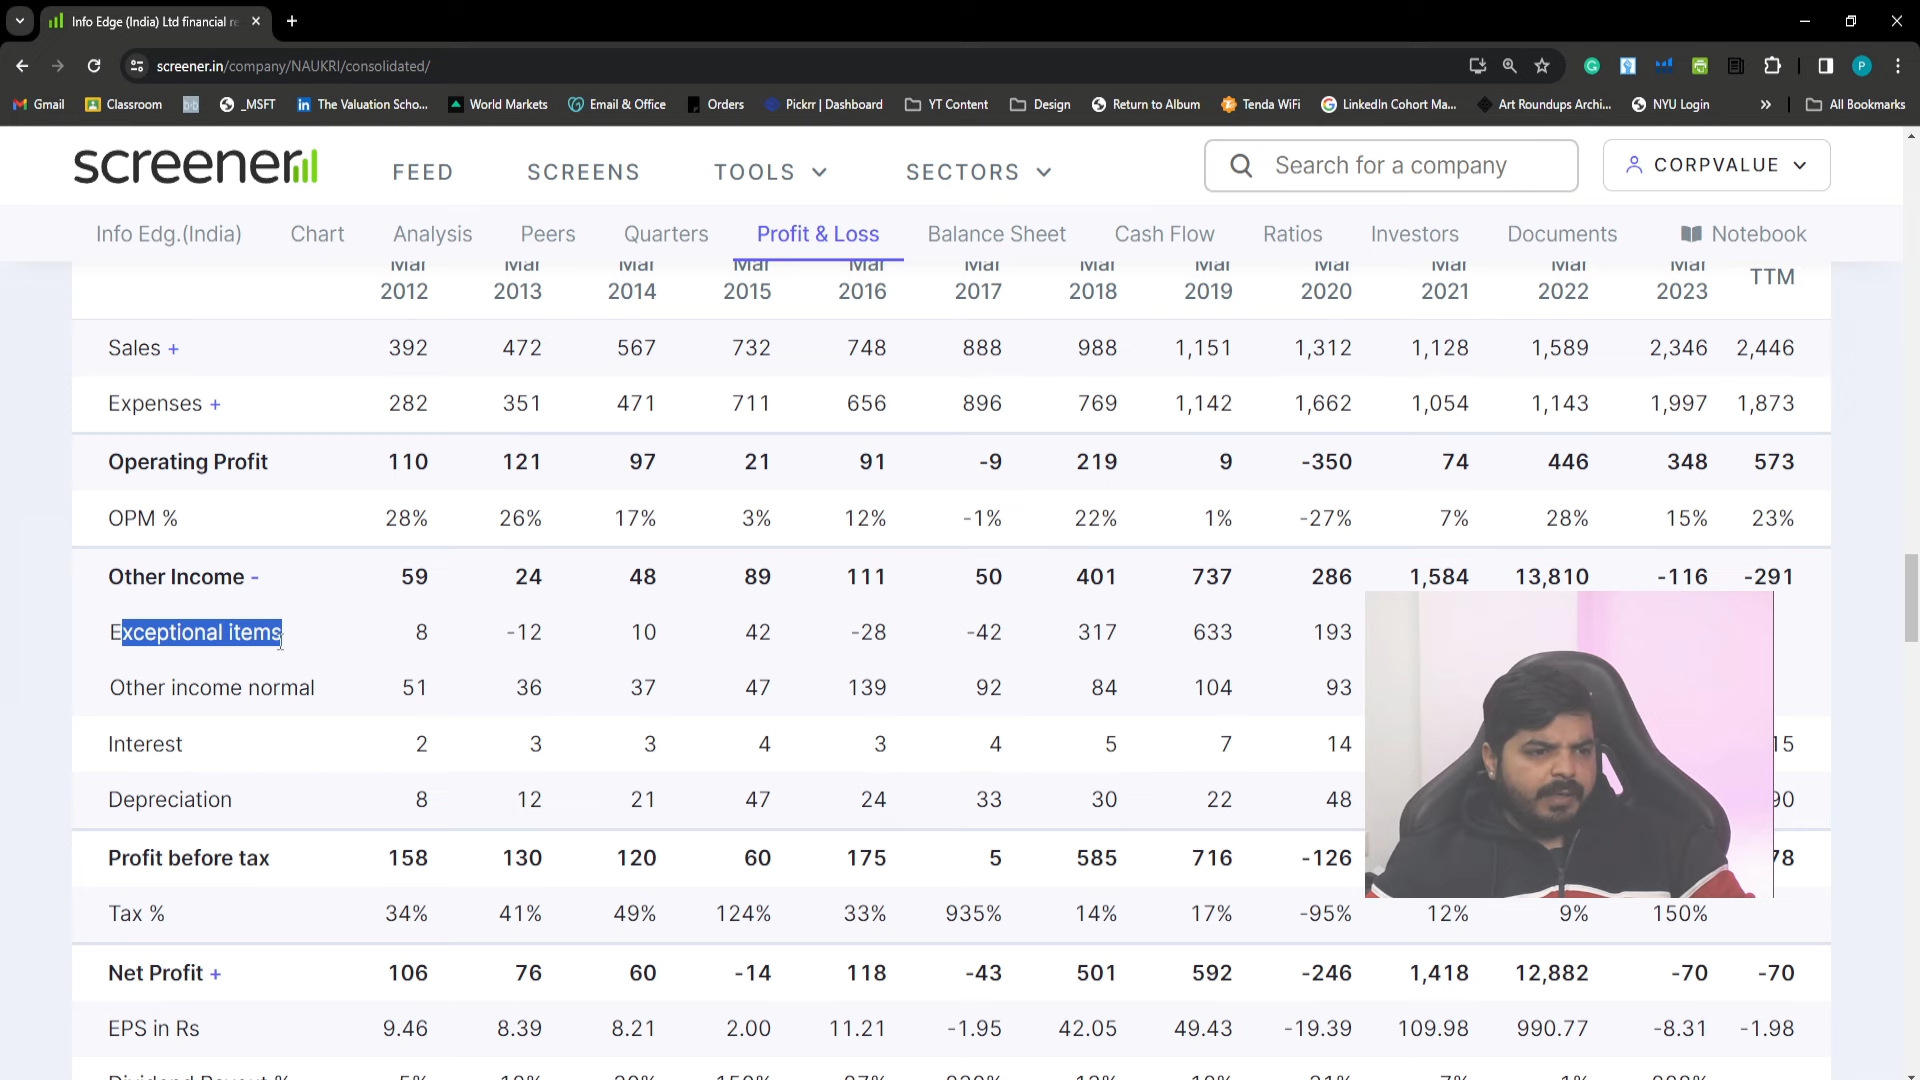 Info Edge (India) Ltd financial re
screener.in/company/NAUKRI/consolidated/
Gmail Classroom _MSFT The Valuation Scho... World Markets Email & Office Orders Pickrr | Dashboard YT Content Design Return to Album Tenda WiFi LinkedIn Cohort Ma... Art Roundups Archi... NYU Login » All Bookmarks
screener FEED SCREENS TOOLS SECTORS Search for a company CORPVALUE
Info Edg.(India) Chart Analysis Peers Quarters Profit & Loss Balance Sheet Cash Flow Ratios Investors Documents Notebook
Mar Mar Mar Mar Mar Mar Mar Mar Mar Mar Mar Mar TTM
2012 2013 2014 2015 2016 2017 2018 2019 2020 2021 2022 2023
Sales + 392 472 567 732 748 888 988 1,151 1,312 1,128 1,589 2,346 2,446
Expenses + 282 351 471 711 656 896 769 1,142 1,662 1,054 1,143 1,997 1,873
Operating Profit 110 121 97 21 91 -9 219 9 -350 74 446 348 573
OPM % 28% 26% 17% 3% 12% -1% 22% 1% -27% 7% 28% 15% 23%
Other Income - 59 24 48 89 111 50 401 737 286 1,584 13,810 -116 -291
Exceptional items 8 -12 10 42 -28 -42 317 633 193
Other income normal 51 36 37 47 139 92 84 104 93
Interest 2 3 3 4 3 4 5 7 14 15
Depreciation 8 12 21 47 24 33 30 22 48
Profit before tax 158 130 120 60 175 5 585 716 -126
Tax % 34% 41% 49% 124% 33% 935% 14% 17% -95% 12% 9% 150%
Net Profit + 106 76 60 -14 118 -43 501 592 -246 1,418 12,882 -70 -70
EPS in Rs 9.46 8.39 8.21 2.00 11.21 -1.95 42.05 49.43 -19.39 109.98 990.77 -8.31 -1.98